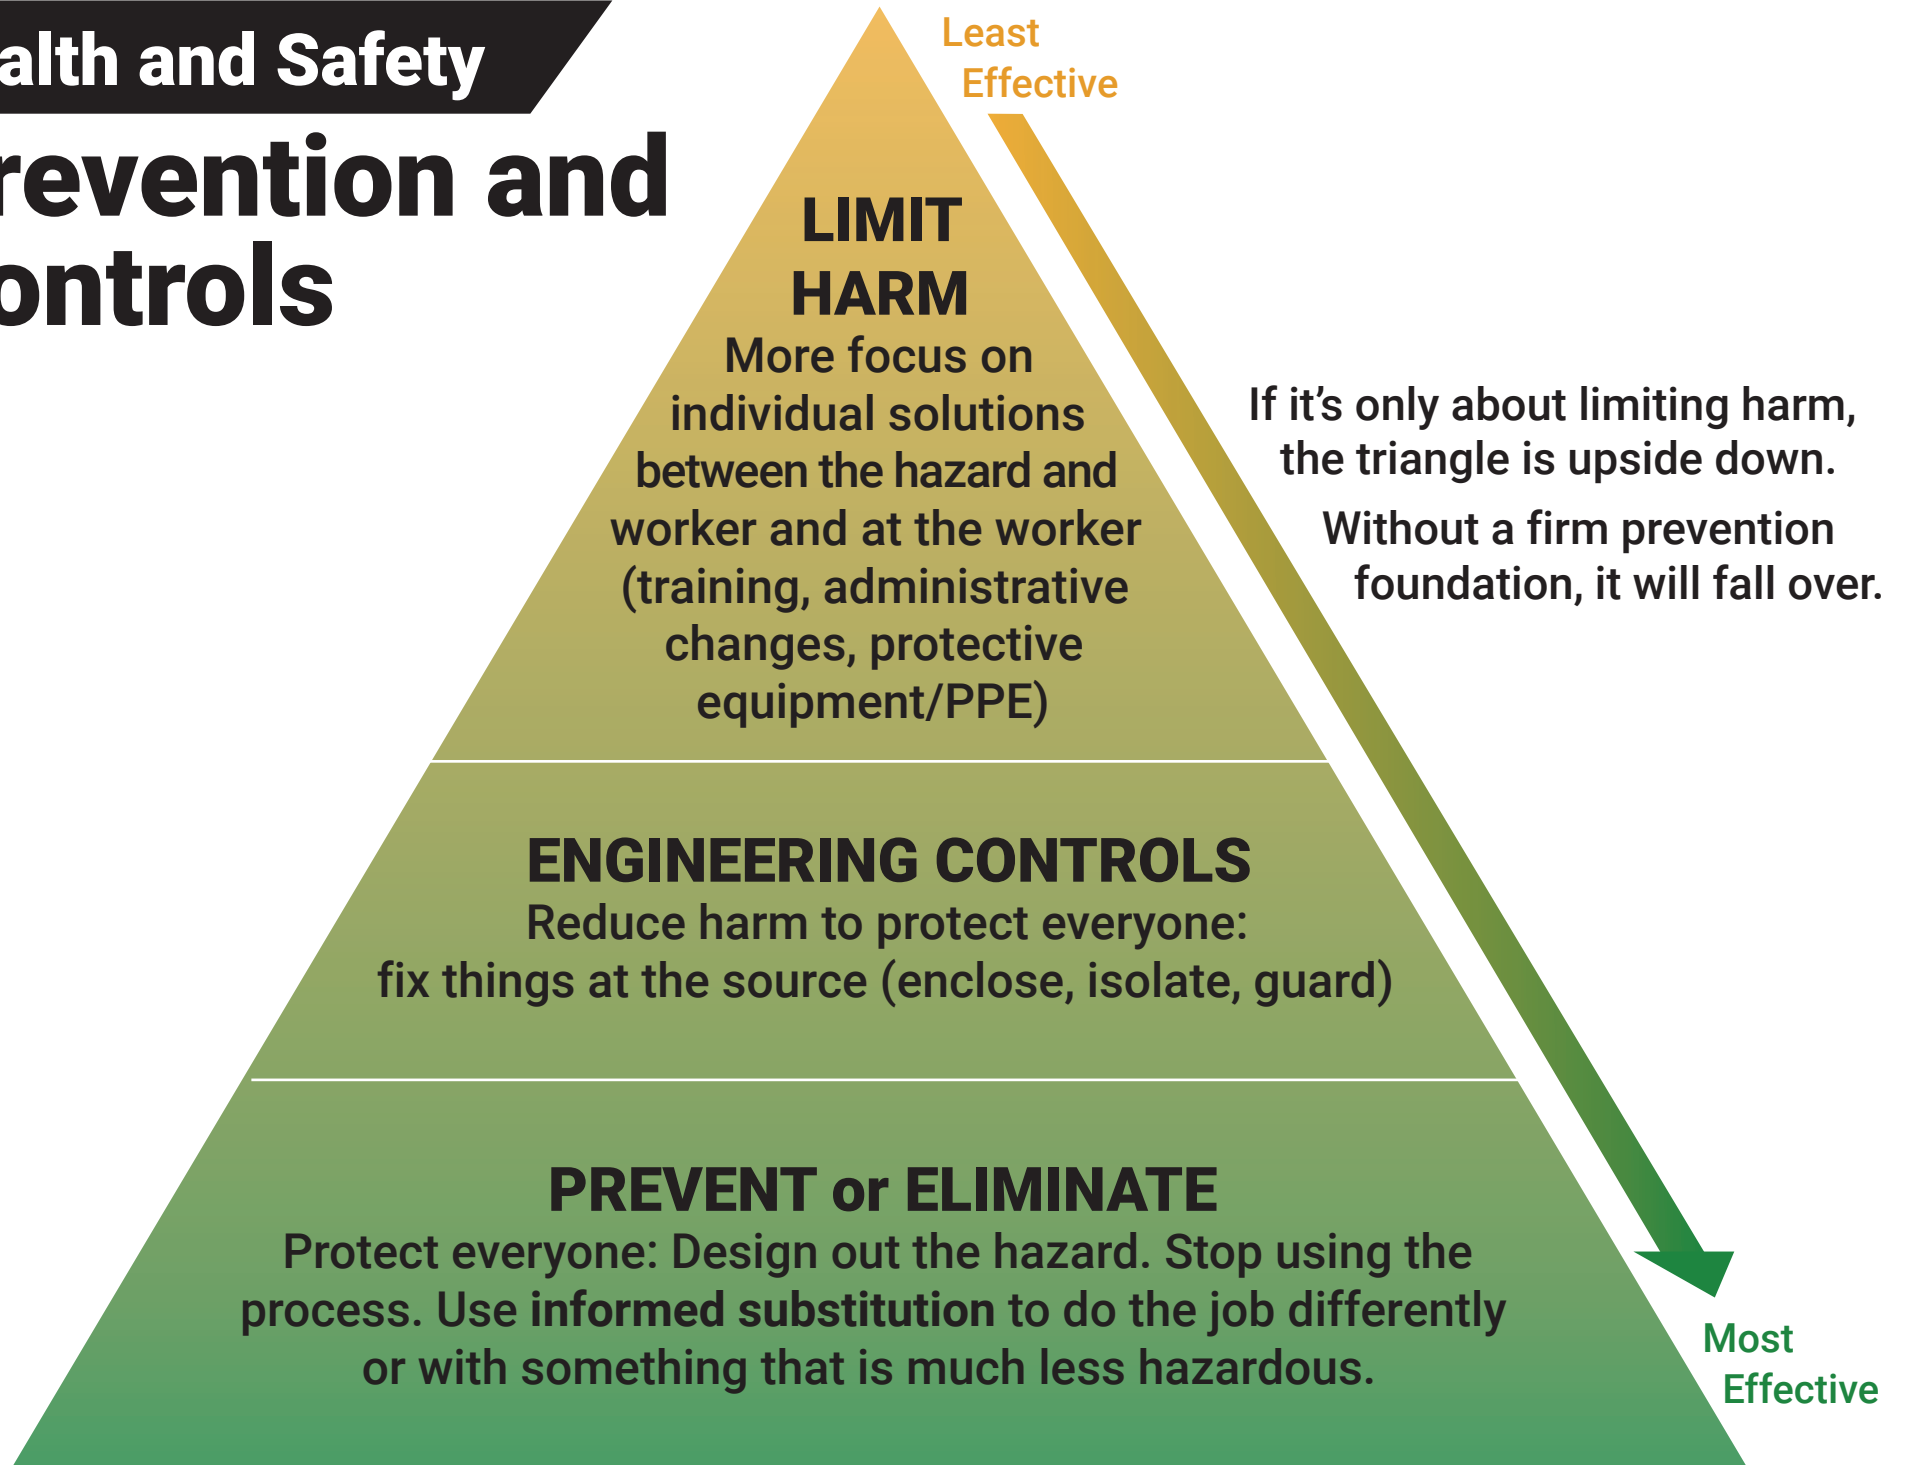 alth and Safety
revention and
ontrols
Least
Effective
LIMIT
HARM
More focus on
individual solutions
between the hazard and
worker and at the worker
(training, administrative
changes, protective
equipment/PPE)
If it's only about limiting harm,
the triangle is upside down.
Without a firm prevention
foundation, it will fall over.
ENGINEERING CONTROLS
Reduce harm to protect everyone:
fix things at the source (enclose, isolate, guard)
PREVENT or ELIMINATE
Protect everyone: Design out the hazard. Stop using the
process. Use informed substitution to do the job differently
or with something that is much less hazardous.
Most
Effective